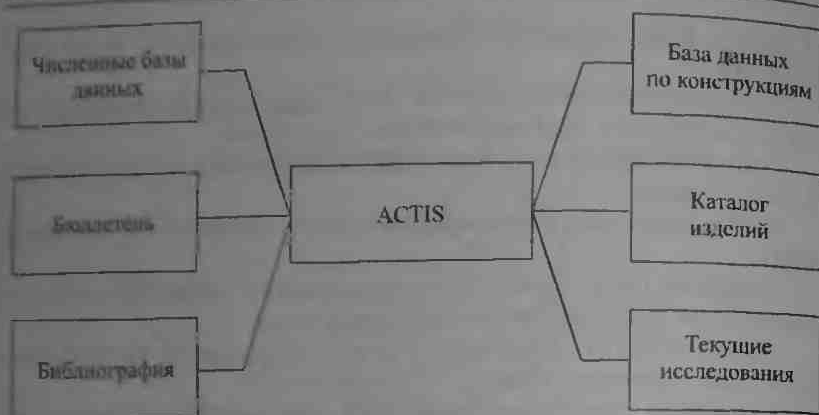 Численные базы
данных
Бюллетень
Библиография
ACTIS
База данных
по конструкциям
Каталог
изделий
Текущие
исследования